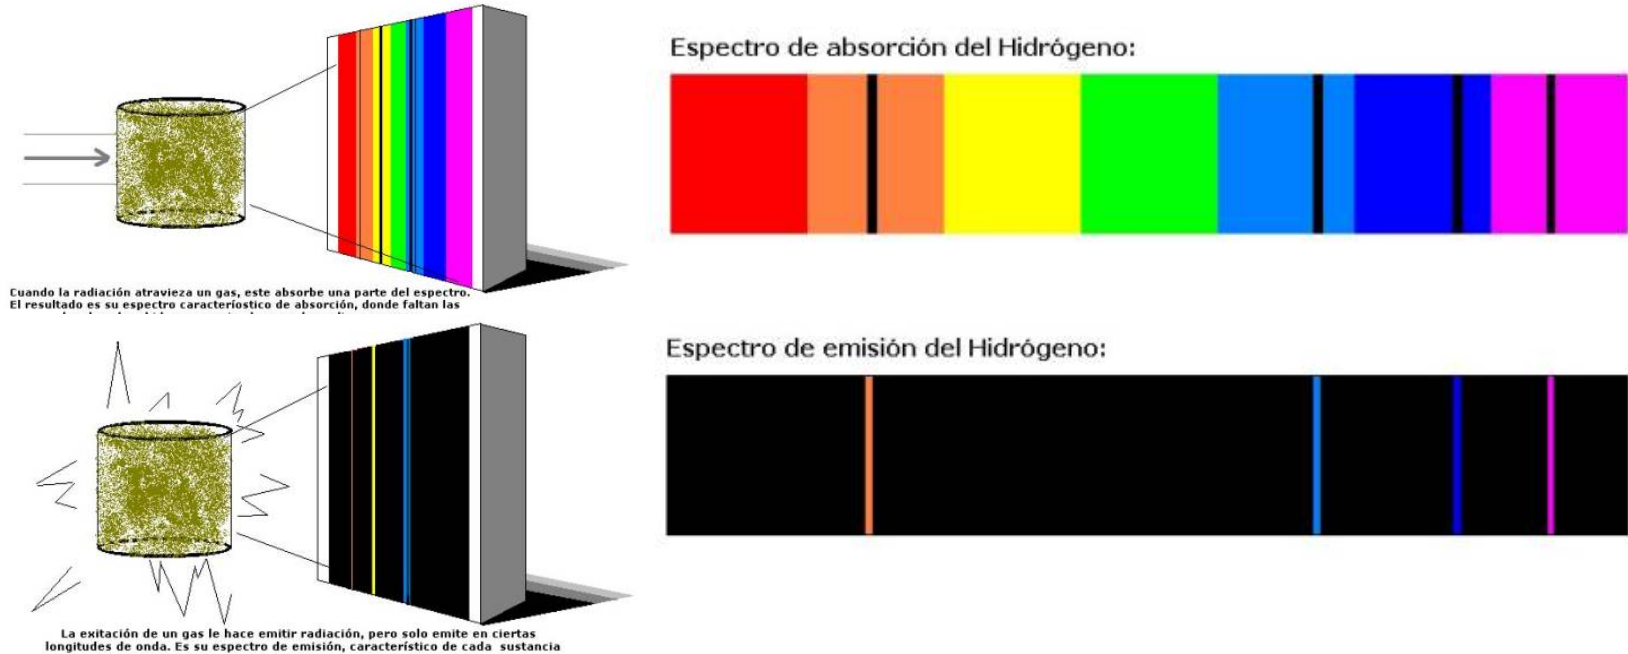 Espectro de absorción del Hidrógeno:
Cuando la radiación atravieza un gas, este absorbe una parte del espectro.
El resultado es su espectro caracteríostico de absorción, donde faltan las
Espectro de emisión del Hidrógeno:
La exitación de un gas le hace emitir radiación, pero solo emite en ciertas
longitudes de onda. Es su espectro de emisión, característico de cada sustancia